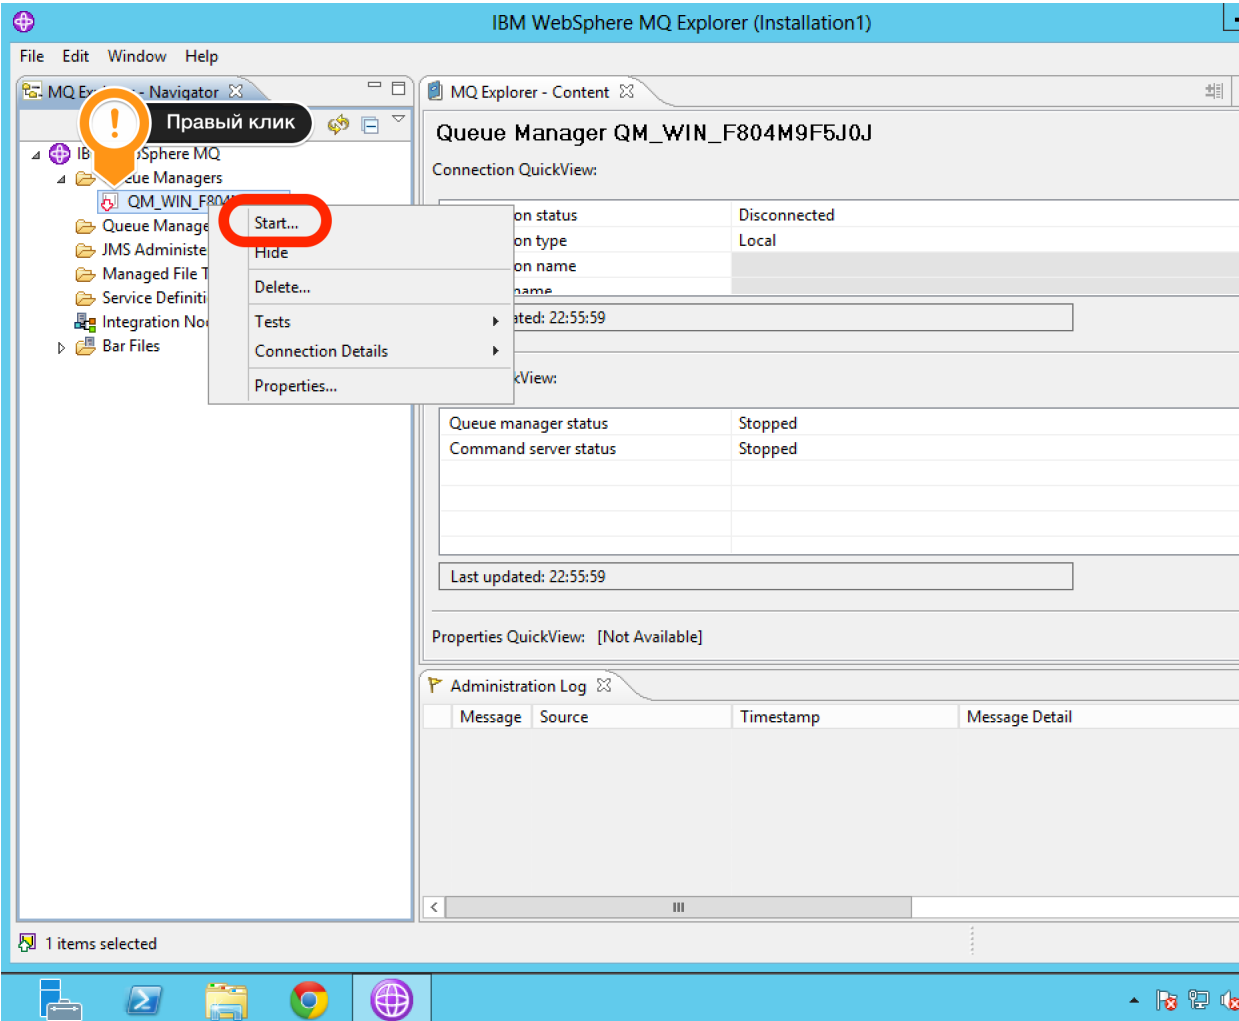 IBM WebSphere MQ Explorer (Installation1)
File Edit Window Help
MQ Ex - Navigator
Правый клик
IB Sphere MQ
Queue Managers
QM_WIN_F804
Queue Manage
JMS Administe
Managed File T
Service Definiti
Integration No
Bar Files
Start...
Hide
Delete...
Tests
Connection Details
Properties...
MQ Explorer - Content
Queue Manager QM_WIN_F804M9F5J0J
Connection QuickView:
on status Disconnected
on type Local
on name
name
ated: 22:55:59
kView:
Queue manager status Stopped
Command server status Stopped
Last updated: 22:55:59
Properties QuickView: [Not Available]
Administration Log
Message Source Timestamp Message Detail
1 items selected